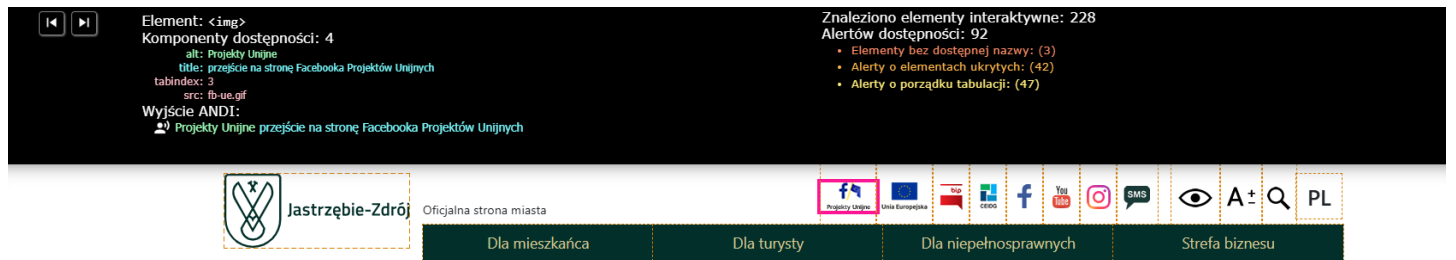 Element: <img>
Komponenty dostępności: 4
alt: Projekty Unijne
title: przejście na stronę Facebooka Projektów Unijnych
tabindex: 3
src: fb-ue.gif
Wyjście ANDI:
Projekty Unijne przejście na stronę Facebooka Projektów Unijnych
Znaleziono elementy interaktywne: 228
Alertów dostępności: 92
• Elementy bez dostępnej nazwy: (3)
• Alerty o elementach ukrytych: (42)
• Alerty o porządku tabulacji: (47)
Jastrzębie-Zdrój
Oficjalna strona miasta
Projekty Unijne
Unia Europejska
bip
CEIDG
You
Tube
SMS
A±
PL
Dla mieszkańca
Dla turysty
Dla niepełnosprawnych
Strefa biznesu